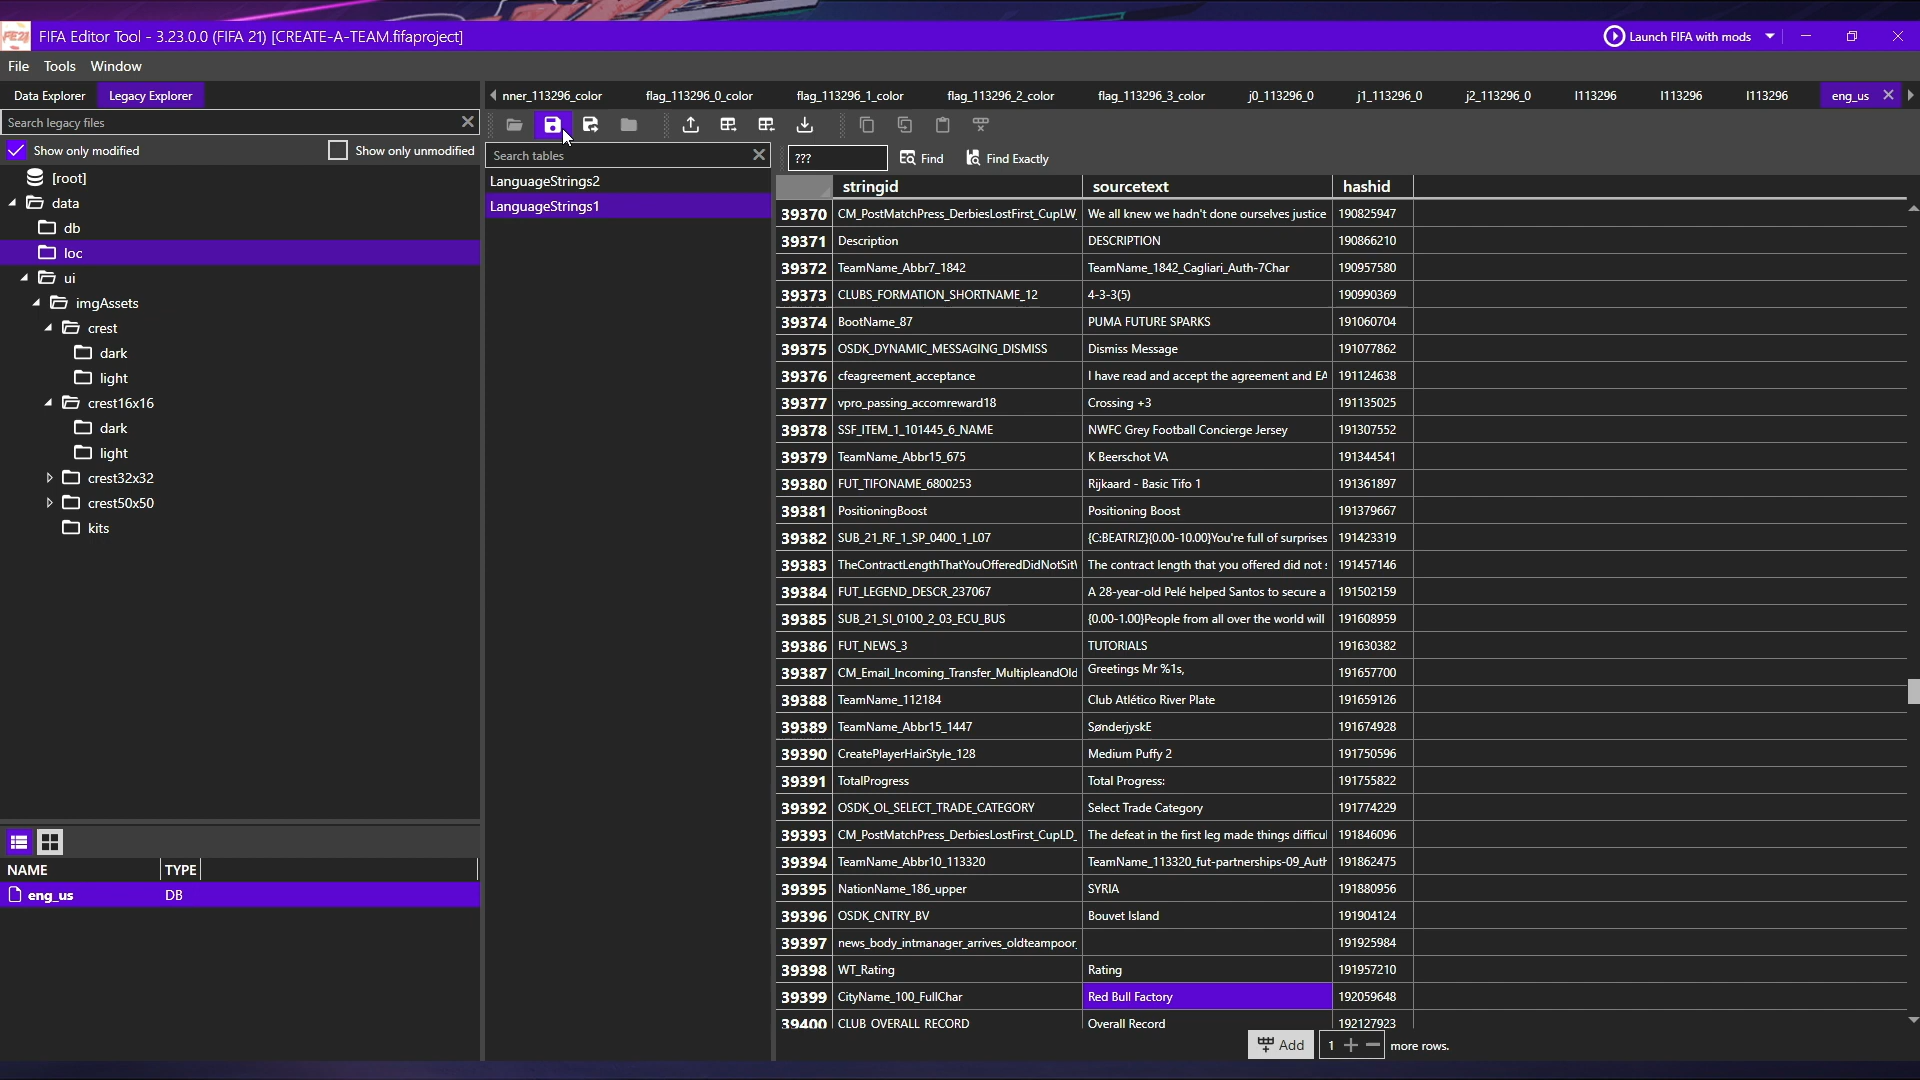 FIFA Editor Tool - 3.23.0.0 (FIFA 21) [CREATE-A-TEAM.fifaproject]
Launch FIFA with mods
File Tools Window
Data Explorer Legacy Explorer
nner_113296_color flag_113296_0_color flag_113296_1_color flag_113296_2_color flag_113296_3_color j0_113296_0 j1_113296_0 j2_113296_0 l113296 l113296 l113296 eng_us
Search legacy files
Show only modified Show only unmodified
Search tables
??? Find Find Exactly
[root]
data
db
loc
ui
imgAssets
crest
dark
light
crest16x16
dark
light
crest32x32
crest50x50
kits
NAME TYPE
eng_us DB
LanguageStrings2
LanguageStrings1
stringid sourcetext hashid
39370 CM_PostMatchPress_DerbiesLostFirst_CupLW_ We all knew we hadn't done ourselves justice 190825947
39371 Description DESCRIPTION 190866210
39372 TeamName_Abbr7_1842 TeamName_1842_Cagliari_Auth-7Char 190957580
39373 CLUBS_FORMATION_SHORTNAME_12 4-3-3(5) 190990369
39374 BootName_87 PUMA FUTURE SPARKS 191060704
39375 OSDK_DYNAMIC_MESSAGING_DISMISS Dismiss Message 191077862
39376 cfeagreement_acceptance I have read and accept the agreement and EA 191124638
39377 vpro_passing_accomreward18 Crossing +3 191135025
39378 SSF_ITEM_1_101445_6_NAME NWFC Grey Football Concierge Jersey 191307552
39379 TeamName_Abbr15_675 K Beerschot VA 191344541
39380 FUT_TIFONAME_6800253 Rijkaard - Basic Tifo 1 191361897
39381 PositioningBoost Positioning Boost 191379667
39382 SUB_21_RF_1_SP_0400_1_L07 {C:BEATRIZ}{0.00-10.00}You're full of surprises 191423319
39383 TheContractLengthThatYouOfferedDidNotSit The contract length that you offered did not 191457146
39384 FUT_LEGEND_DESCR_237067 A 28-year-old Pelé helped Santos to secure a 191502159
39385 SUB_21_SI_0100_2_03_ECU_BUS {0.00-1.00}People from all over the world will 191608959
39386 FUT_NEWS_3 TUTORIALS 191630382
39387 CM_Email_Incoming_Transfer_MultipleandOld Greetings Mr %1s, 191657700
39388 TeamName_112184 Club Atlético River Plate 191659126
39389 TeamName_Abbr15_1447 SønderjyskE 191674928
39390 CreatePlayerHairStyle_128 Medium Puffy 2 191750596
39391 TotalProgress Total Progress: 191755822
39392 OSDK_OL_SELECT_TRADE_CATEGORY Select Trade Category 191774229
39393 CM_PostMatchPress_DerbiesLostFirst_CupLD_ The defeat in the first leg made things difficul 191846096
39394 TeamName_Abbr10_113320 TeamName_113320_fut-partnerships-09_Auth 191862475
39395 NationName_186_upper SYRIA 191880956
39396 OSDK_CNTRY_BV Bouvet Island 191904124
39397 news_body_intmanager_arrives_oldteampoor_ 191925984
39398 WT_Rating Rating 191957210
39399 CityName_100_FullChar Red Bull Factory 192059648
39400 CLUB OVERALL RECORD Overall Record 192127923
Add 1 more rows.